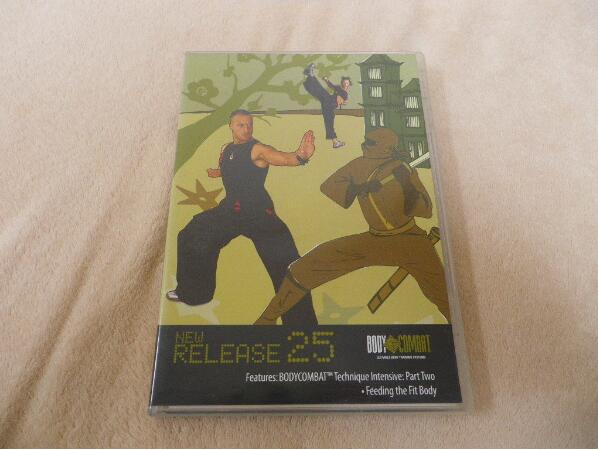 NEW
RELEASE 25
BODY COMBAT
Features: BODYCOMBAT™ Technique Intensive: Part Two
• Feeding the Fit Body